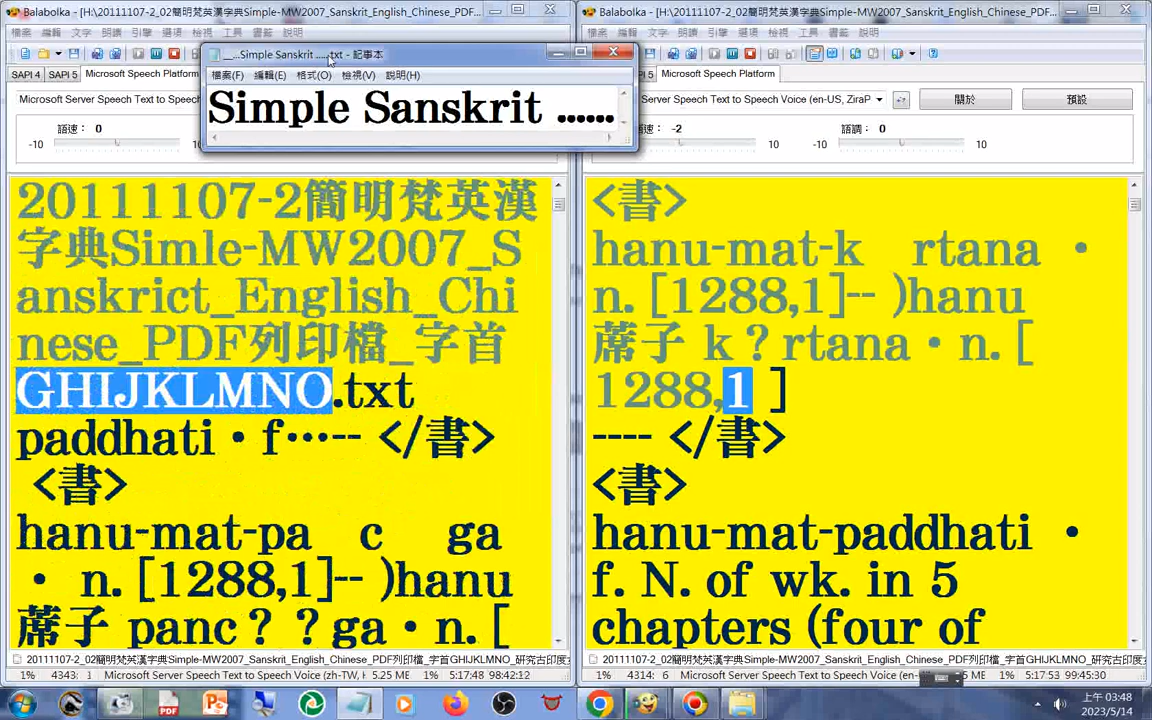 Balabolka - [H:\20111107-2_02簡明梵英漢字典Simple-MW2007_Sanskrit_English_Chinese_PDF...
Balabolka - [H:\20111107-2_02簡明梵英漢字典Simple-MW2007_Sanskrit_English_Chinese_PDF...
檔案 編輯 文字 朗讀 引擎 選項 檢視 工具 書籤 說明
檔案 編輯 文字 朗讀 引擎 選項 檢視 工具 書籤 說明
__...Simple Sanskrit .....txt - 記事本
檔案(F) 編輯(E) 格式(O) 檢視(V) 說明(H)
Simple Sanskrit ......
SAPI 4 SAPI 5 Microsoft Speech Platform
5 Microsoft Speech Platform
Microsoft Server Speech Text to Speech
Server Speech Text to Speech Voice (en-US, ZiraP
關於
預設
語速： 0
-10
語速： -2
10
語調： 0
-10
10
20111107-2簡明梵英漢
字典Simle-MW2007_S
anskrict_English_Chi
nese_PDF列印檔_字首
GHIJKLMNO.txt
paddhati‧f…-- </書>
<書>
hanu-mat-pa c ga
‧ n. [1288,1]-- )hanu
蓆子 panc？？ga‧n. [
<書>
hanu-mat-k rtana ‧
n. [1288,1]-- )hanu
蓆子 k？rtana‧n. [
1288,1 ]
---- </書>
<書>
hanu-mat-paddhati ‧
f. N. of wk. in 5
chapters (four of
20111107-2_02簡明梵英漢字典Simple-MW2007_Sanskrit_English_Chinese_PDF列印檔_字首GHIJKLMNO_研究古印度
20111107-2_02簡明梵英漢字典Simple-MW2007_Sanskrit_English_Chinese_PDF列印檔_字首GHIJKLMNO_研究古印度
1% 4343: 1 Microsoft Server Speech Text to Speech Voice (zh-TW, H 5.25 ME 5:17:48 98:42:12
1% 4314: 6 Microsoft Server Speech Text to Speech Voice ME 5:17:53 99:45:30
上午 03:48
2023/5/14